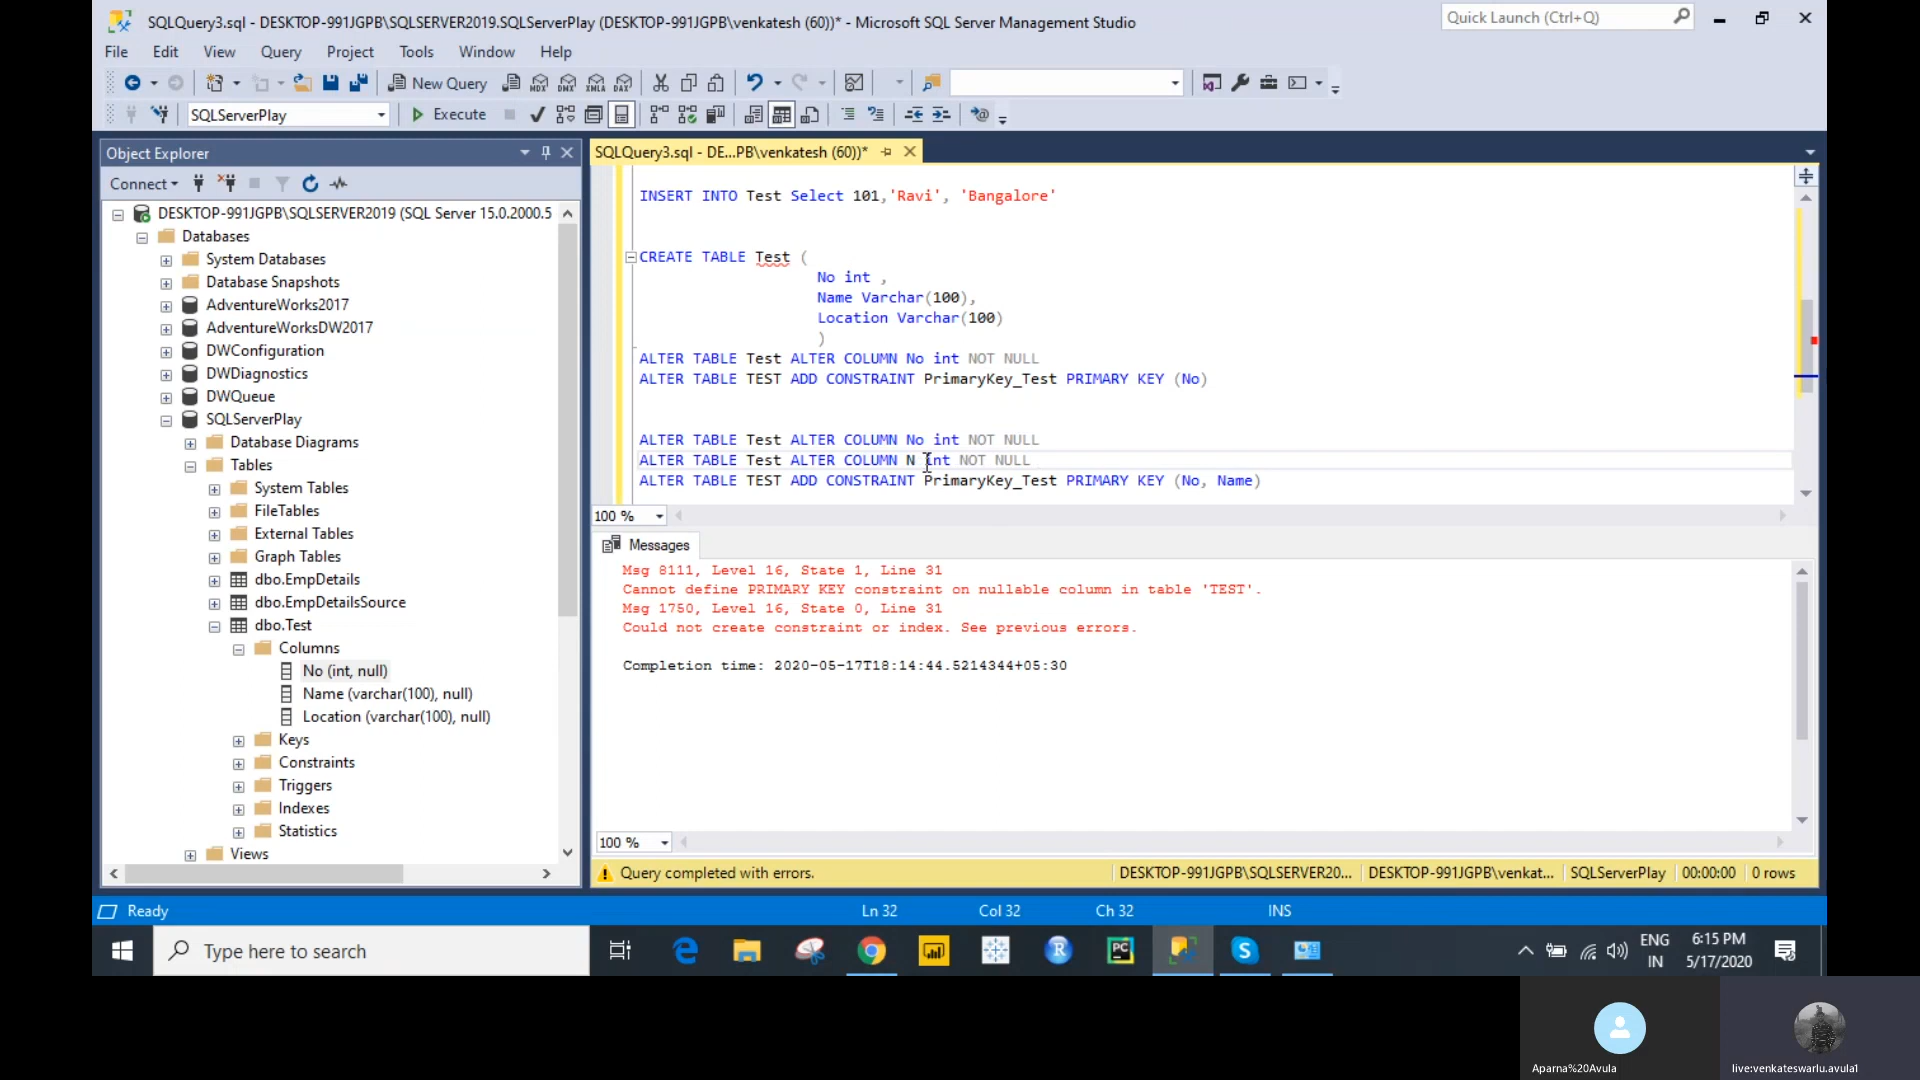 SQLQuery3.sql - DESKTOP-991JGPB\SQLSERVER2019.SQLServerPlay (DESKTOP-991JGPB\venkatesh (60))* - Microsoft SQL Server Management Studio
Quick Launch (Ctrl+Q)
File Edit View Query Project Tools Window Help
New Query
MDX DMX XMLA DAX
SQLServerPlay
Execute
Object Explorer
SQLQuery3.sql - DE...PB\venkatesh (60))*
Connect
DESKTOP-991JGPB\SQLSERVER2019 (SQL Server 15.0.2000.5
Databases
System Databases
Database Snapshots
AdventureWorks2017
AdventureWorksDW2017
DWConfiguration
DWDiagnostics
DWQueue
SQLServerPlay
Database Diagrams
Tables
System Tables
FileTables
External Tables
Graph Tables
dbo.EmpDetails
dbo.EmpDetailsSource
dbo.Test
Columns
No (int, null)
Name (varchar(100), null)
Location (varchar(100), null)
Keys
Constraints
Triggers
Indexes
Statistics
Views
INSERT INTO Test Select 101,'Ravi', 'Bangalore'
CREATE TABLE Test (
No int ,
Name Varchar(100),
Location Varchar(100)
)
ALTER TABLE Test ALTER COLUMN No int NOT NULL
ALTER TABLE TEST ADD CONSTRAINT PrimaryKey_Test PRIMARY KEY (No)
ALTER TABLE Test ALTER COLUMN No int NOT NULL
ALTER TABLE Test ALTER COLUMN N int NOT NULL
ALTER TABLE TEST ADD CONSTRAINT PrimaryKey_Test PRIMARY KEY (No, Name)
100 %
Messages
Msg 8111, Level 16, State 1, Line 31
Cannot define PRIMARY KEY constraint on nullable column in table 'TEST'.
Msg 1750, Level 16, State 0, Line 31
Could not create constraint or index. See previous errors.
Completion time: 2020-05-17T18:14:44.5214344+05:30
100 %
Query completed with errors.
DESKTOP-991JGPB\SQLSERVER20... DESKTOP-991JGPB\venkat... SQLServerPlay 00:00:00 0 rows
Ready Ln 32 Col 32 Ch 32 INS
Type here to search
R
PC
S
ENG
IN
6:15 PM
5/17/2020
Aparna%20Avula
live:venkateswarlu.avula1